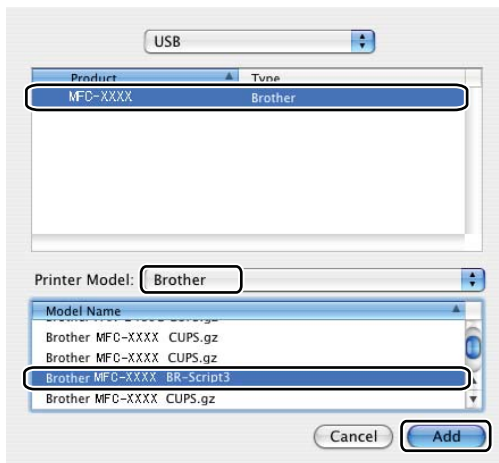 USB
Product Type
MFC-XXXX Brother
Printer Model: Brother
Model Name
Brother MFC-XXXX CUPS.gz
Brother MFC-XXXX CUPS.gz
Brother MFC-XXXX BR-Script3
Brother MFC-XXXX CUPS.gz
Cancel Add